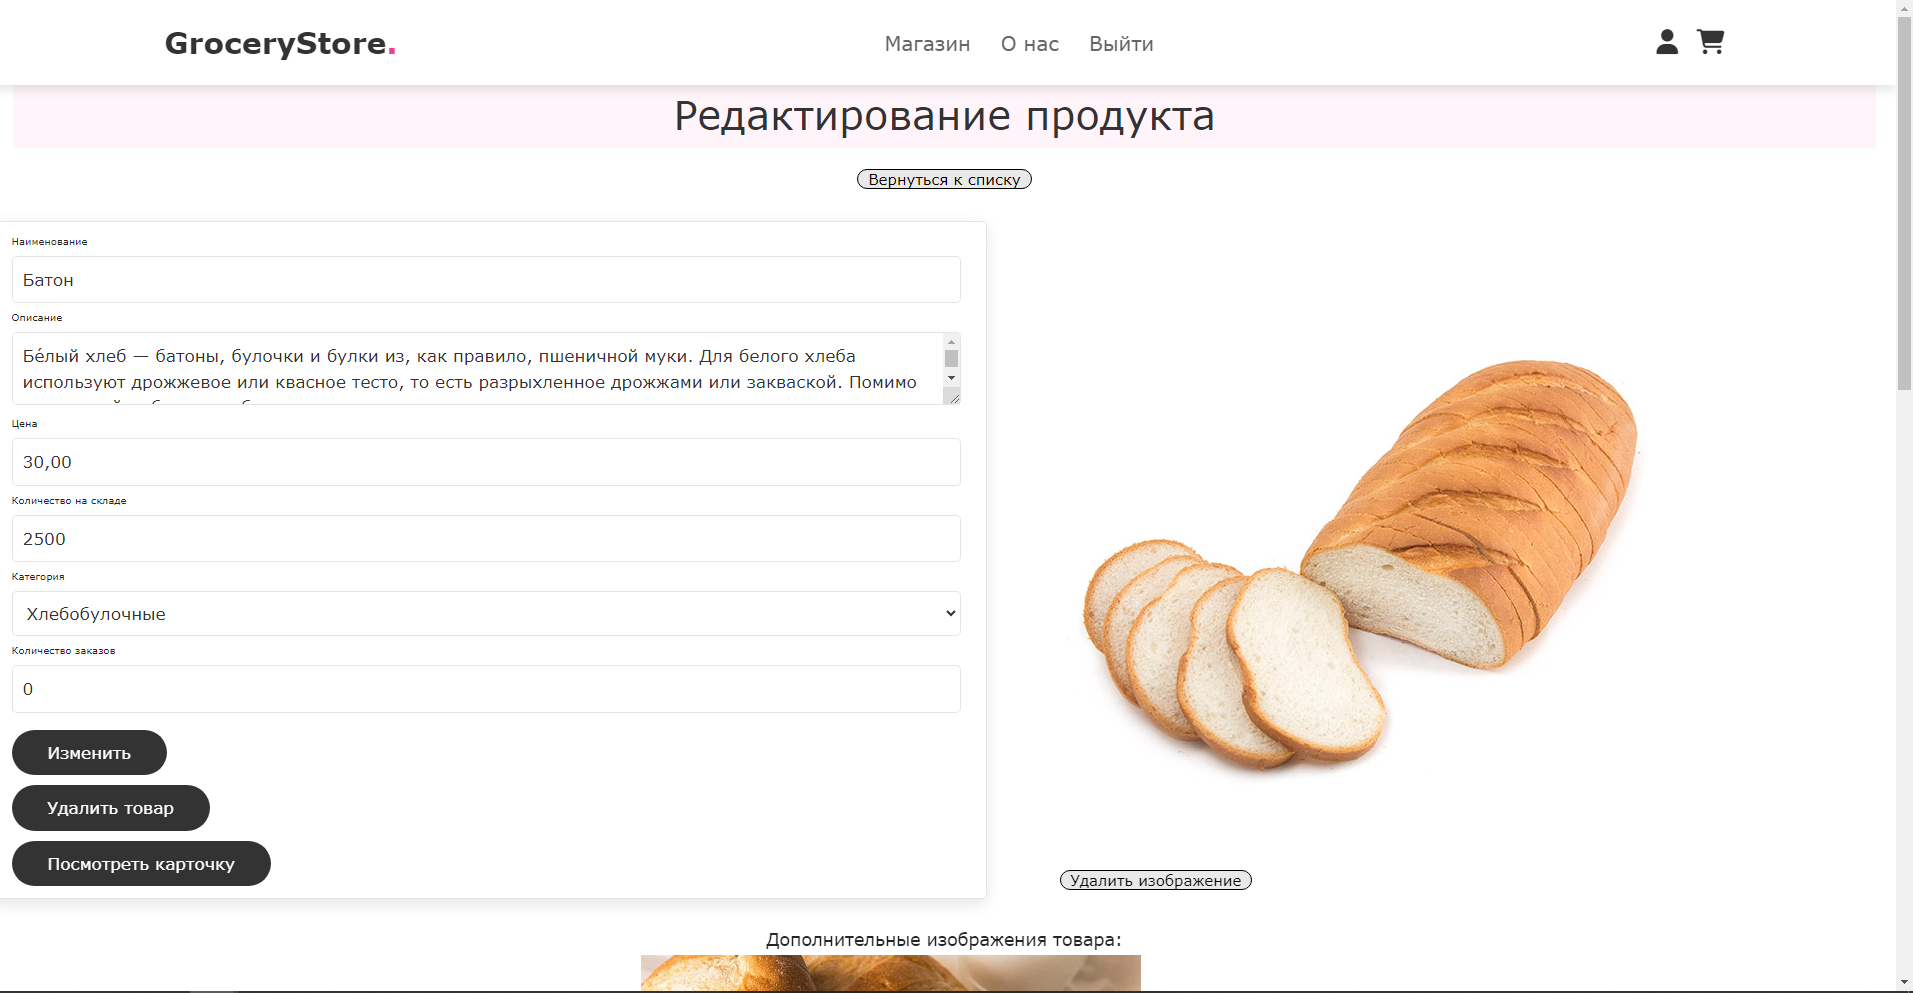 GroceryStore.
Магазин О нас Выйти
Редактирование продукта
Вернуться к списку
Наименование
Батон
Описание
Бе́лый хлеб — батоны, булочки и булки из, как правило, пшеничной муки. Для белого хлеба
используют дрожжевое или квасное тесто, то есть разрыхленное дрожжами или закваской. Помимо
Цена
30,00
Количество на складе
2500
Категория
Хлебобулочные
Количество заказов
0
Изменить
Удалить товар
Посмотреть карточку
Удалить изображение
Дополнительные изображения товара: